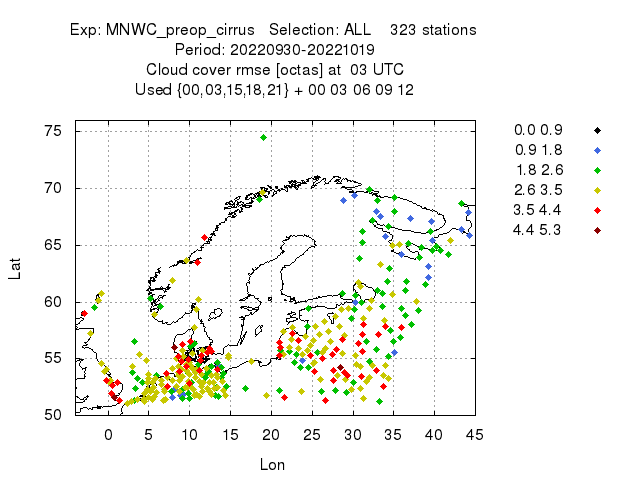 Exp: MNWC_preop_cirrus   Selection: ALL    323 stations
Period: 20220930-20221019
Cloud cover rmse [octas] at  03 UTC
Used {00,03,15,18,21} + 00 03 06 09 12
75
70
65
60
55
50
Lat
0 5 10 15 20 25 30 35 40 45
Lon
0.0 0.9
0.9 1.8
1.8 2.6
2.6 3.5
3.5 4.4
4.4 5.3